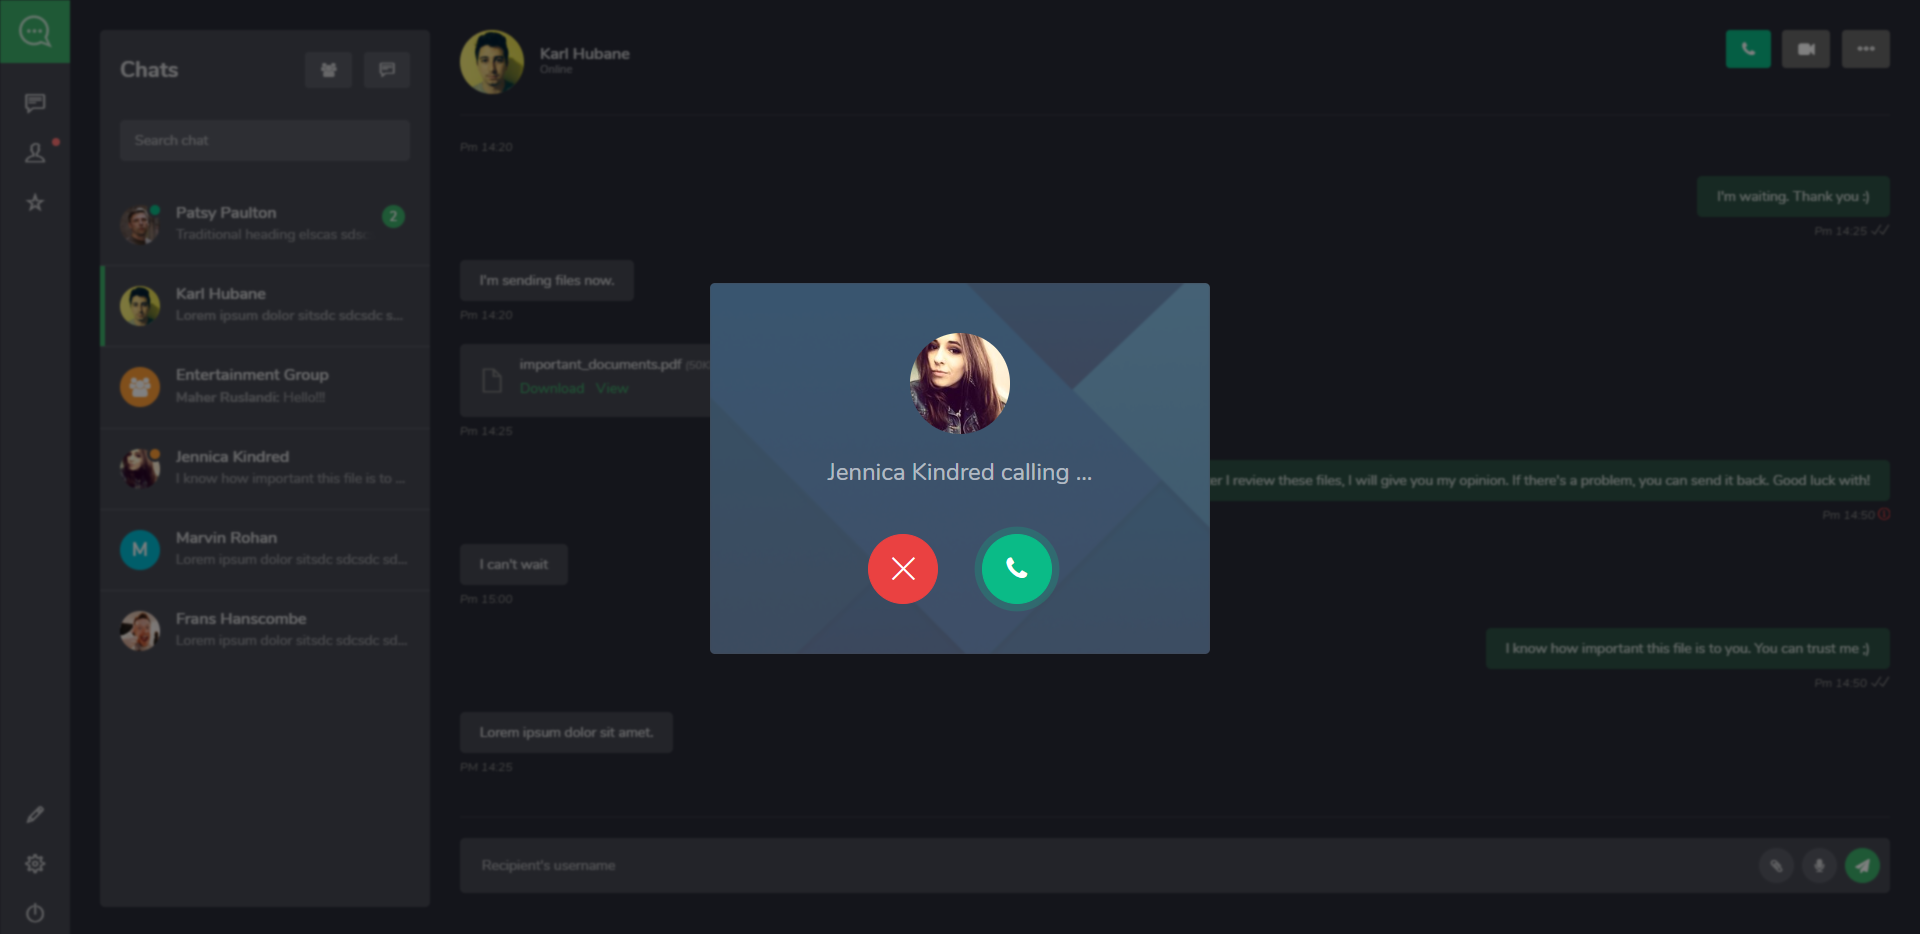 Chats
Search chat
Patsy Paulton
2
Traditional heading elscas sdsc
Karl Hubane
Lorem ipsum dolor sitsdc sdcsdc s...
Entertainment Group
Maher Ruslandi: Hello!!!
Jennica Kindred
I know how important this file is to ...
M
Marvin Rohan
Lorem ipsum dolor sitsdc sdcsdc sd...
Frans Hanscombe
Lorem ipsum dolor sitsdc sdcsdc sd...
Karl Hubane
Online
Pm 14:20
I'm waiting. Thank you :)
Pm 14:25
I'm sending files now.
Pm 14:20
important_documents.pdf (50K
Download View
Pm 14:25
er I review these files, I will give you my opinion. If there's a problem, you can send it back. Good luck with!
Pm 14:50
I can't wait
Pm 15:00
I know how important this file is to you. You can trust me ;)
Pm 14:50
Lorem ipsum dolor sit amet.
PM 14:25
Recipient's username
Jennica Kindred calling ...